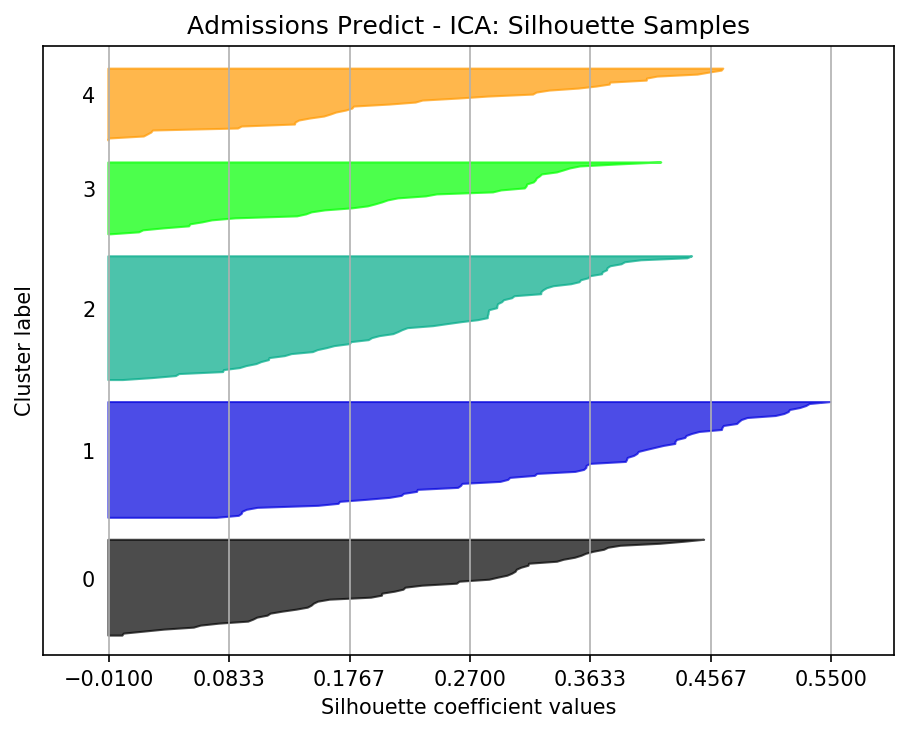 Admissions Predict - ICA: Silhouette Samples
Cluster label
4
3
2
1
0
−0.0100 0.0833 0.1767 0.2700 0.3633 0.4567 0.5500
Silhouette coefficient values